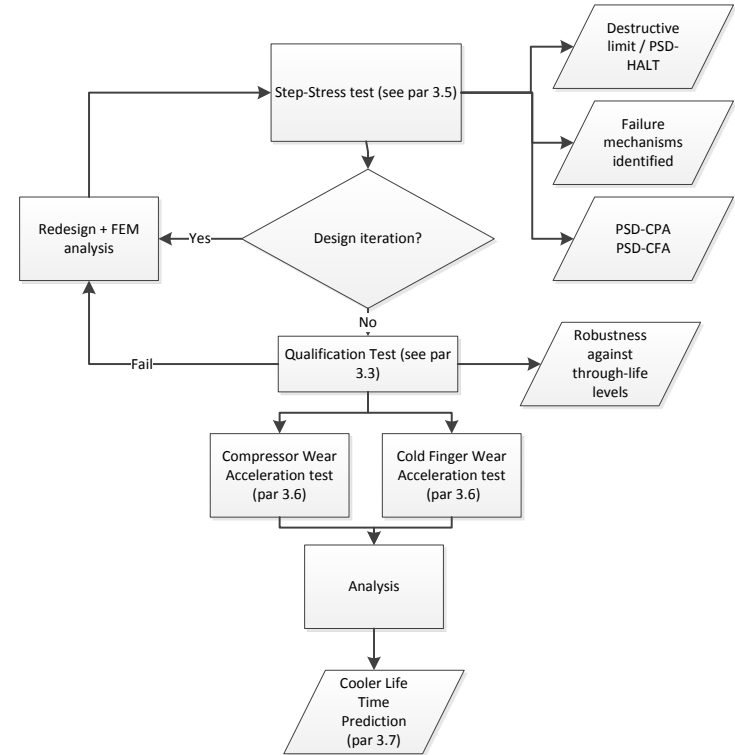 Destructive
limit / PSD-
HALT
Step-Stress test (see par 3.5)
Failure
mechanisms
identified
Redesign + FEM
analysis
Yes
Design iteration?
PSD-CPA
PSD-CFA
No
Qualification Test (see par
3.3)
Fail
Robustness
against
through-life
levels
Compressor Wear
Acceleration test
(par 3.6)
Cold Finger Wear
Acceleration test
(par 3.6)
Analysis
Cooler Life
Time
Prediction
(par 3.7)